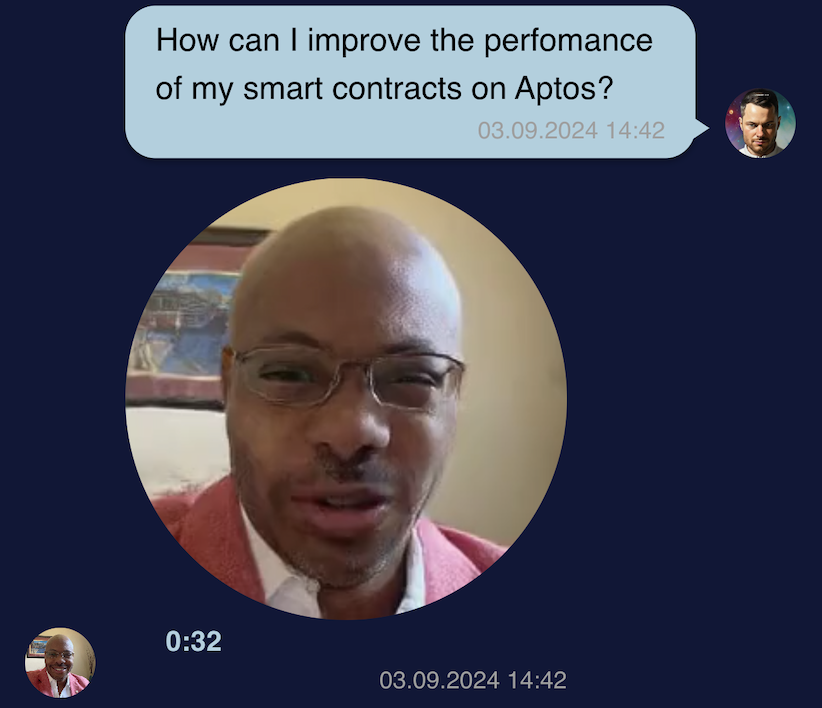 How can I improve the perfomance
of my smart contracts on Aptos?
03.09.2024 14:42
0:32
03.09.2024 14:42